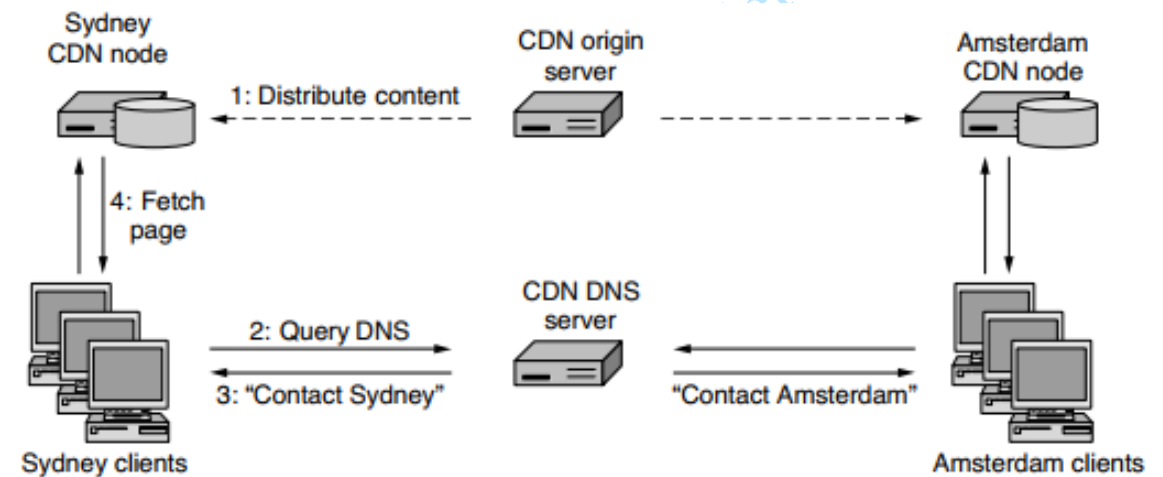 Sydney
CDN node
CDN origin
server
Amsterdam
CDN node
1: Distribute content
4: Fetch
page
CDN DNS
server
2: Query DNS
3: “Contact Sydney”
“Contact Amsterdam”
Sydney clients
Amsterdam clients